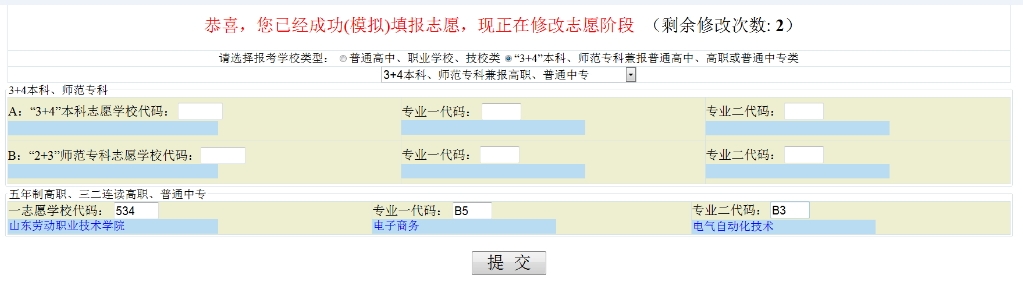 恭喜，您已经成功(模拟)填报志愿，现正在修改志愿阶段 （剩余修改次数: 2）
请选择报考学校类型： 普通高中、职业学校、技校类 “3+4”本科、师范专科兼报普通高中、高职或普通中专类
3+4本科、师范专科兼报高职、普通中专
3+4本科、师范专科
A：“3+4”本科志愿学校代码： 专业一代码： 专业二代码：
B：“2+3”师范专科志愿学校代码： 专业一代码： 专业二代码：
五年制高职、三二连读高职、普通中专
一志愿学校代码： 534 专业一代码： B5 专业二代码： B3
山东劳动职业技术学院 电子商务 电气自动化技术
提 交